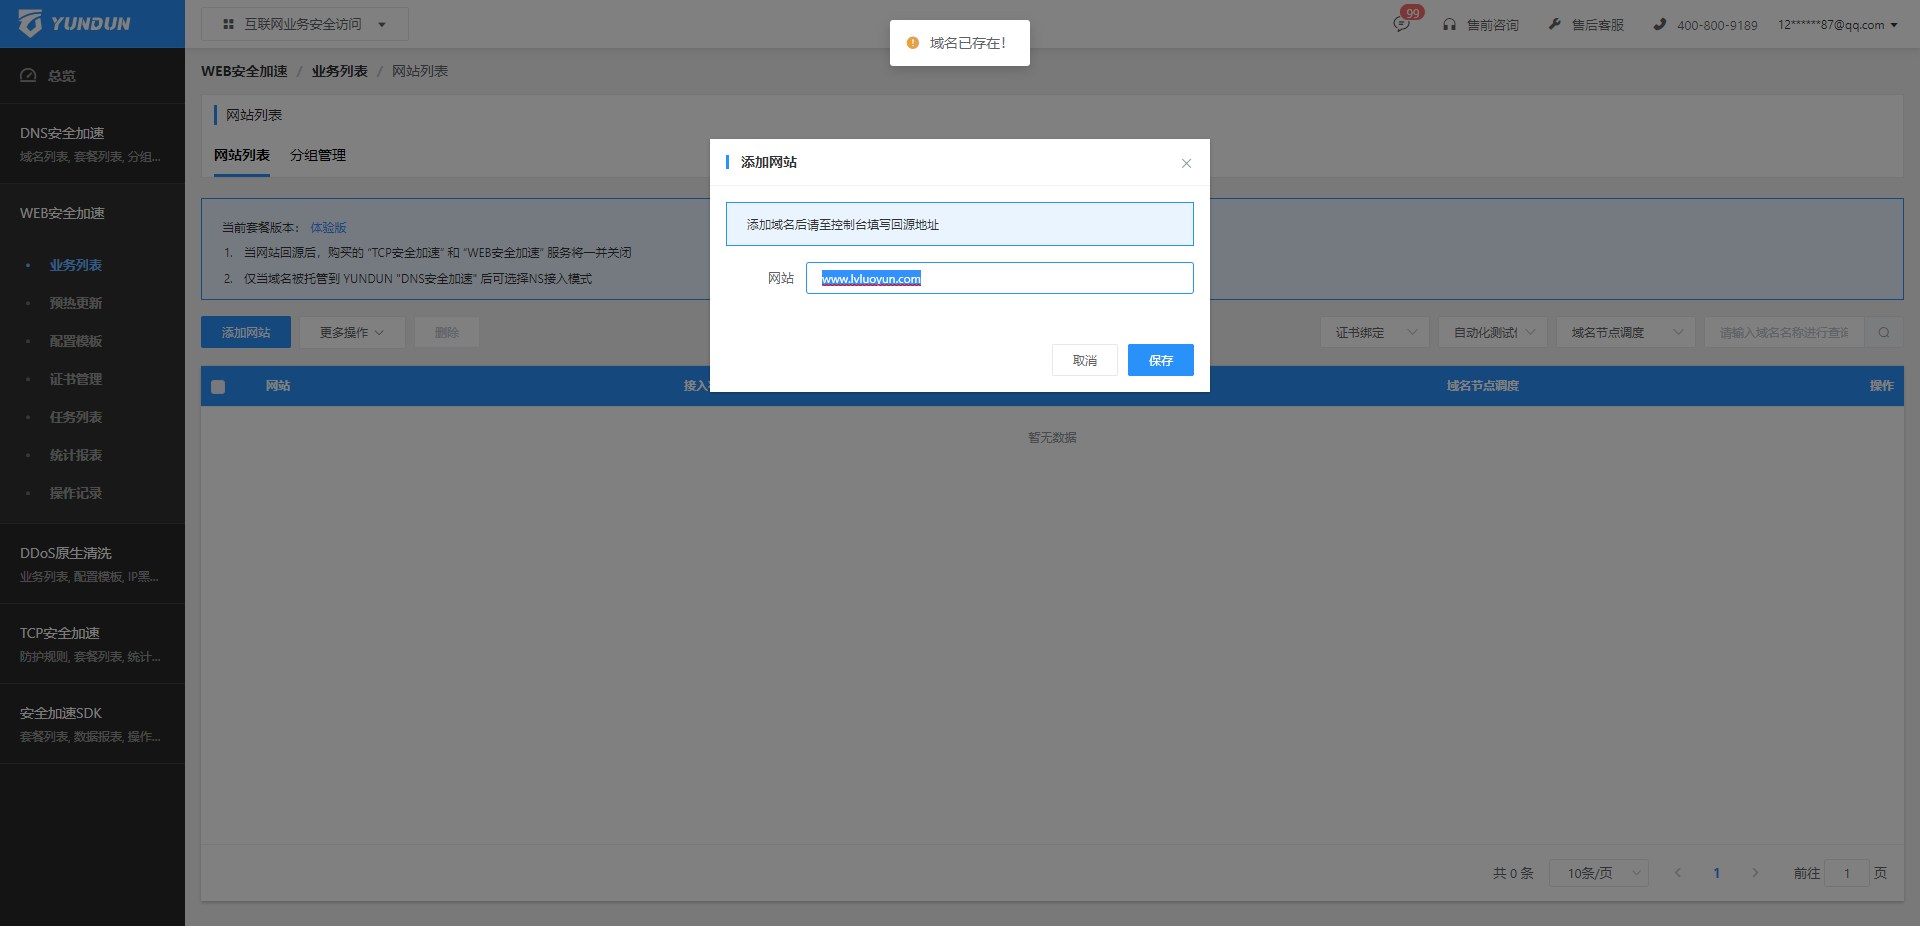 YUNDUN
互联网业务安全访问
域名已存在!
99
售前咨询
售后客服
400-800-9189
12******87@qq.com
总览
DNS安全加速
域名列表, 套餐列表, 分组...
WEB安全加速
业务列表
预热更新
配置模板
证书管理
任务列表
统计报表
操作记录
DDoS原生清洗
业务列表, 配置模板, IP黑...
TCP安全加速
防护规则, 套餐列表, 统计...
安全加速SDK
套餐列表, 数据报表, 操作...
WEB安全加速 / 业务列表 / 网站列表
网站列表
网站列表 分组管理
当前套餐版本： 体验版
1. 当网站回源后，购买的 “TCP安全加速” 和 “WEB安全加速” 服务将一并关闭
2. 仅当域名被托管到 YUNDUN “DNS安全加速” 后可选择NS接入模式
添加网站
更多操作
删除
证书绑定
自动化测试
域名节点调度
请输入域名名称进行查询
网站
接入
域名节点调度
操作
暂无数据
添加网站
添加域名后请至控制台填写回源地址
网站
www.lvluoyun.com
取消
保存
共 0 条
10条/页
1
前往 1 页